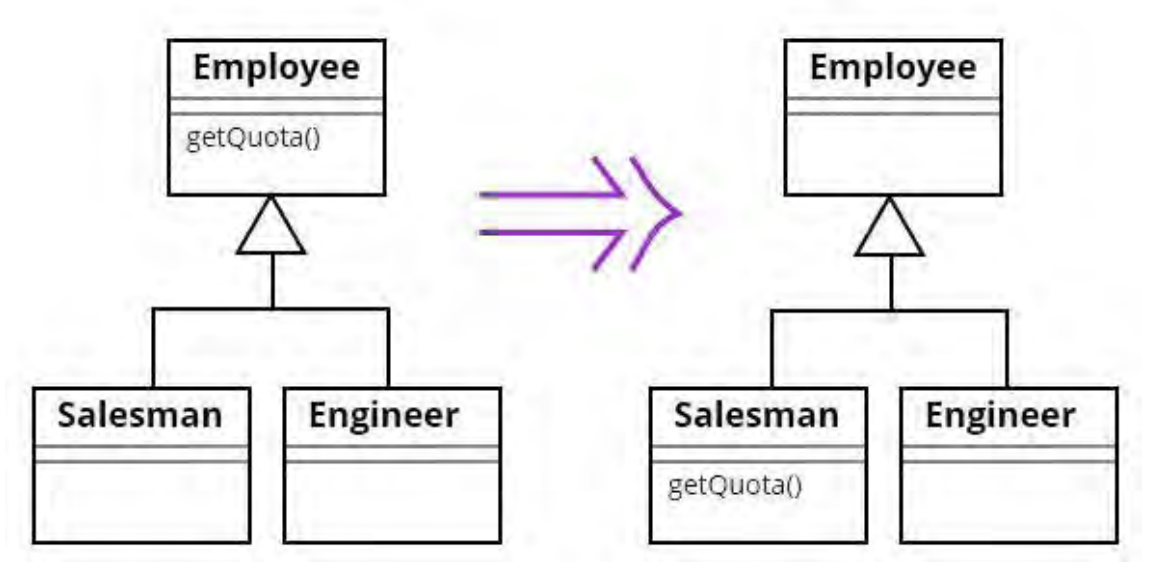 Employee
getQuota()
Salesman
Engineer
Employee
Salesman
getQuota()
Engineer